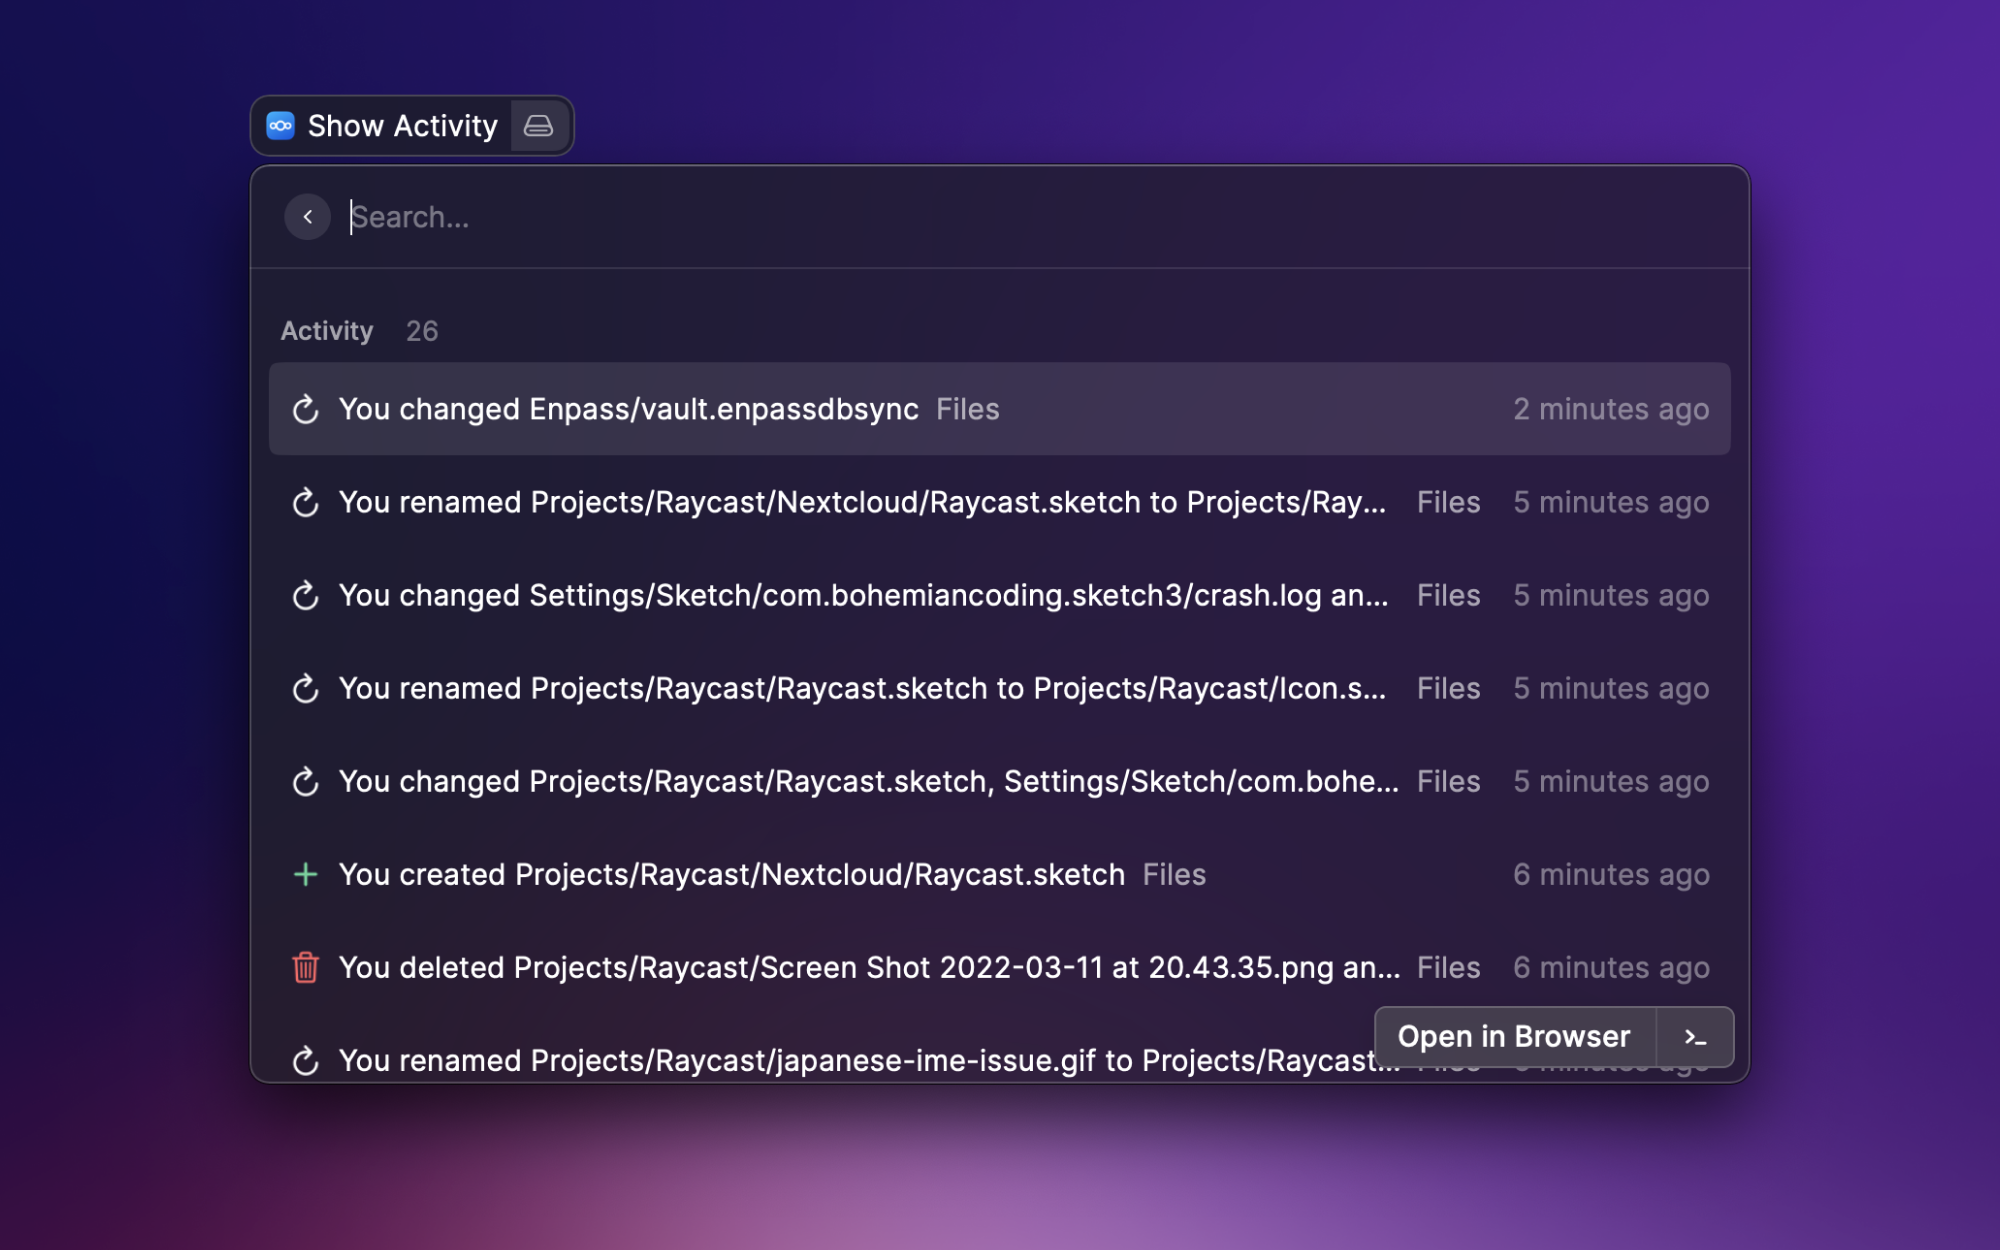 Show Activity
Search...
Activity 26
You changed Enpass/vault.enpassdbsync Files 2 minutes ago
You renamed Projects/Raycast/Nextcloud/Raycast.sketch to Projects/Ray... Files 5 minutes ago
You changed Settings/Sketch/com.bohemiancoding.sketch3/crash.log an... Files 5 minutes ago
You renamed Projects/Raycast/Raycast.sketch to Projects/Raycast/Icon.s... Files 5 minutes ago
You changed Projects/Raycast/Raycast.sketch, Settings/Sketch/com.bohe... Files 5 minutes ago
You created Projects/Raycast/Nextcloud/Raycast.sketch Files 6 minutes ago
You deleted Projects/Raycast/Screen Shot 2022-03-11 at 20.43.35.png an... Files 6 minutes ago
You renamed Projects/Raycast/japanese-ime-issue.gif to Projects/Raycast...
Open in Browser